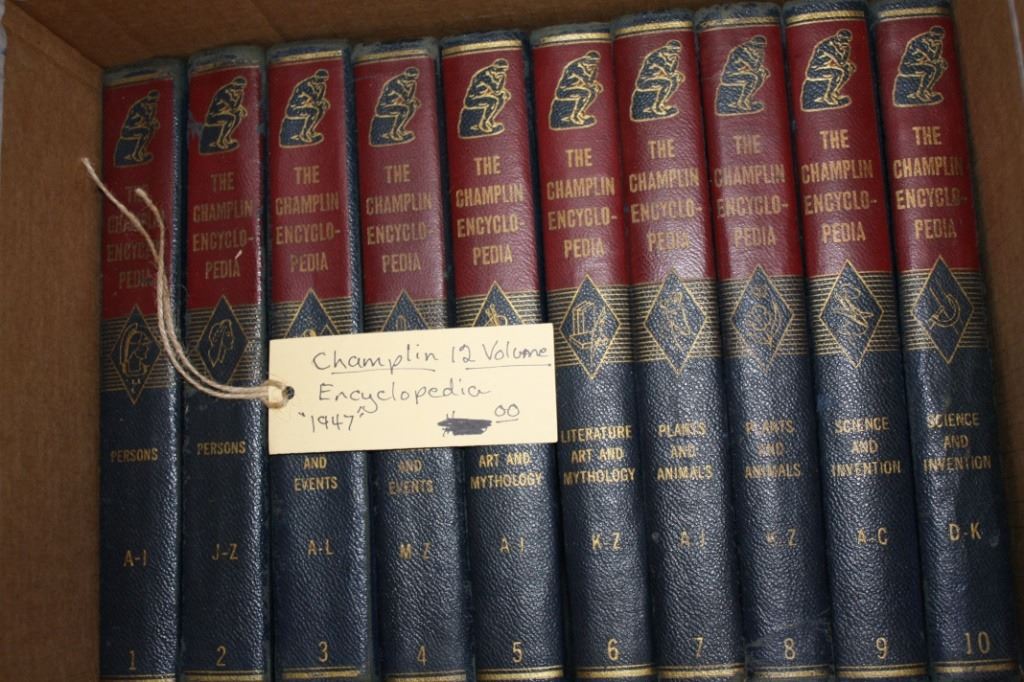 THE
CHAMPLIN
ENCYCLO-
PEDIA
PERSONS
A-I
1
THE
CHAMPLIN
ENCYCLO-
PEDIA
PERSONS
J-Z
2
THE
CHAMPLIN
ENCYCLO-
PEDIA
AND
EVENTS
A-L
3
THE
CHAMPLIN
ENCYCLO-
PEDIA
AND
EVENTS
M-Z
4
THE
CHAMPLIN
ENCYCLO-
PEDIA
ART AND
MYTHOLOGY
A-J
5
THE
CHAMPLIN
ENCYCLO-
PEDIA
LITERATURE
ART AND
MYTHOLOGY
K-Z
6
THE
CHAMPLIN
ENCYCLO-
PEDIA
PLANTS
AND
ANIMALS
A-J
7
THE
CHAMPLIN
ENCYCLO-
PEDIA
PLANTS
AND
ANIMALS
K-Z
8
THE
CHAMPLIN
ENCYCLO-
PEDIA
SCIENCE
AND
INVENTION
A-C
9
THE
CHAMPLIN
ENCYCLO-
PEDIA
SCIENCE
AND
INVENTION
D-K
10
Champlin 12 Volume
Encyclopedia
"1947"
00